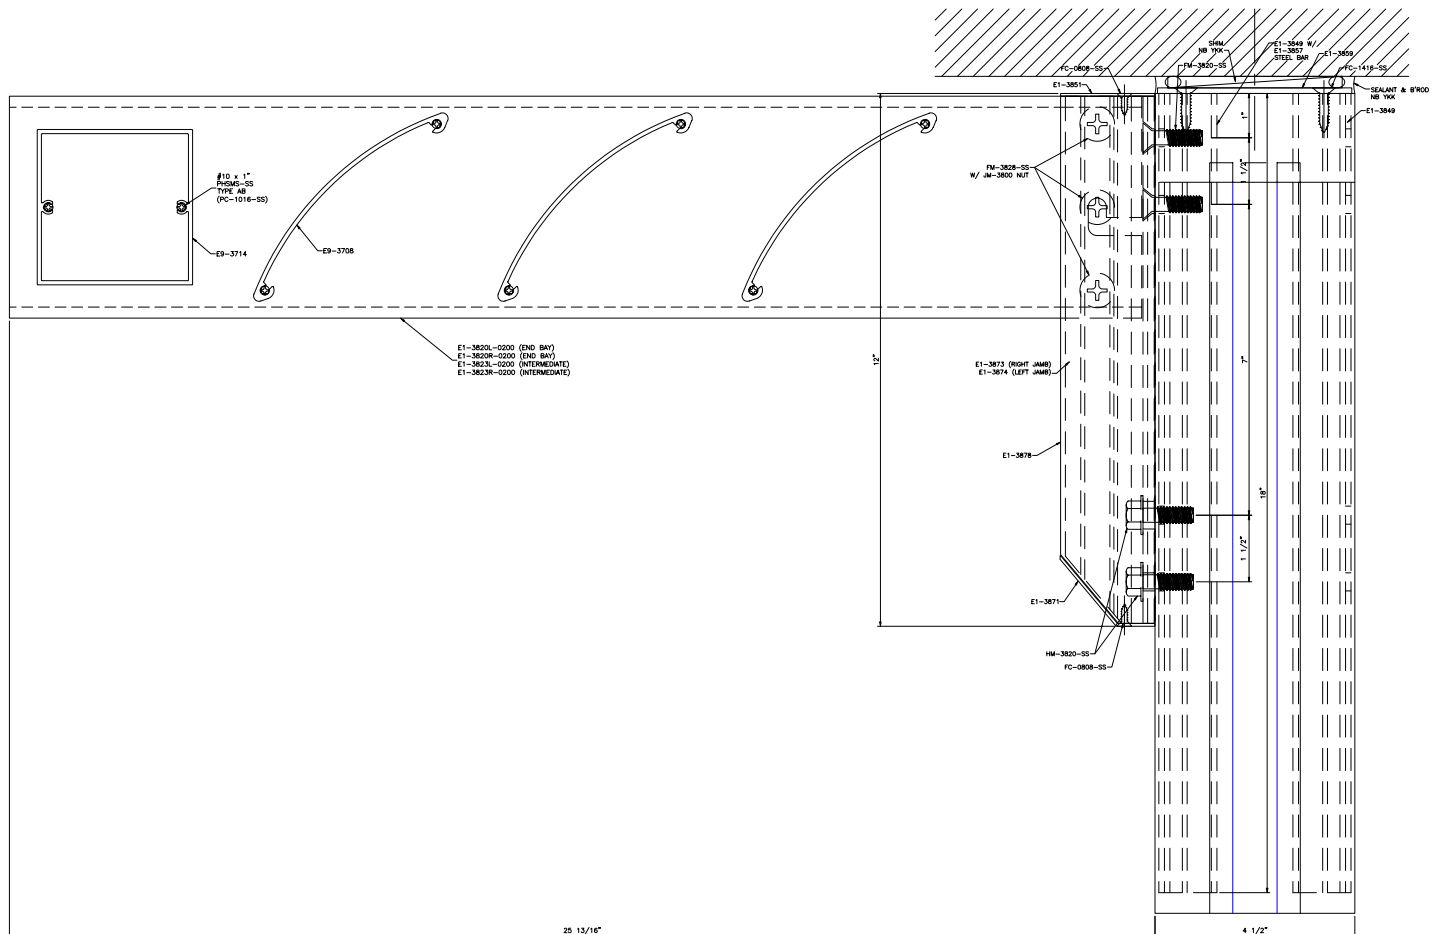 SHIM
NB YKK
E1-3849 W/
E1-3857
STEEL BAR
E1-3859
FM-3820-SS
FC-1416-SS
FC-0808-SS
E1-3851
SEALANT & B'ROD
NB YKK
E1-3849
1"
#10 x 1"
PHSMS-SS
TYPE AB
(PC-1016-SS)
FM-3828-SS
W/ JM-3800 NUT
1 1/2"
E9-3714
E9-3708
E1-3820L-0200 (END BAY)
E1-3820R-0200 (END BAY)
E1-3823L-0200 (INTERMEDIATE)
E1-3823R-0200 (INTERMEDIATE)
12"
E1-3873 (RIGHT JAMB)
E1-3874 (LEFT JAMB)
7"
E1-3878
18"
1 1/2"
E1-3871
HM-3820-SS
FC-0808-SS
25 13/16"
4 1/2"